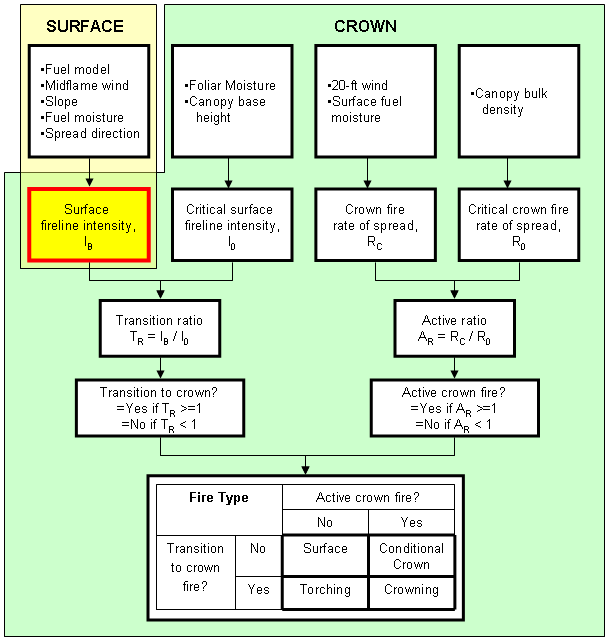 SURFACE
CROWN
•Fuel model
•Midflame wind
•Slope
•Fuel moisture
•Spread direction
•Foliar Moisture
•Canopy base
height
•20-ft wind
•Surface fuel
moisture
•Canopy bulk
density
Surface
fireline intensity,
I_B
Critical surface
fireline intensity,
I_0
Crown fire
rate of spread,
R_C
Critical crown fire
rate of spread,
R_0
Transition ratio
T_R = I_B / I_0
Active ratio
A_R = R_C / R_0
Transition to crown?
=Yes if T_R >=1
=No if T_R < 1
Active crown fire?
=Yes if A_R >=1
=No if A_R < 1
Fire Type
Active crown fire?
No
Yes
Transition
to crown
fire?
No
Surface
Conditional
Crown
Yes
Torching
Crowning